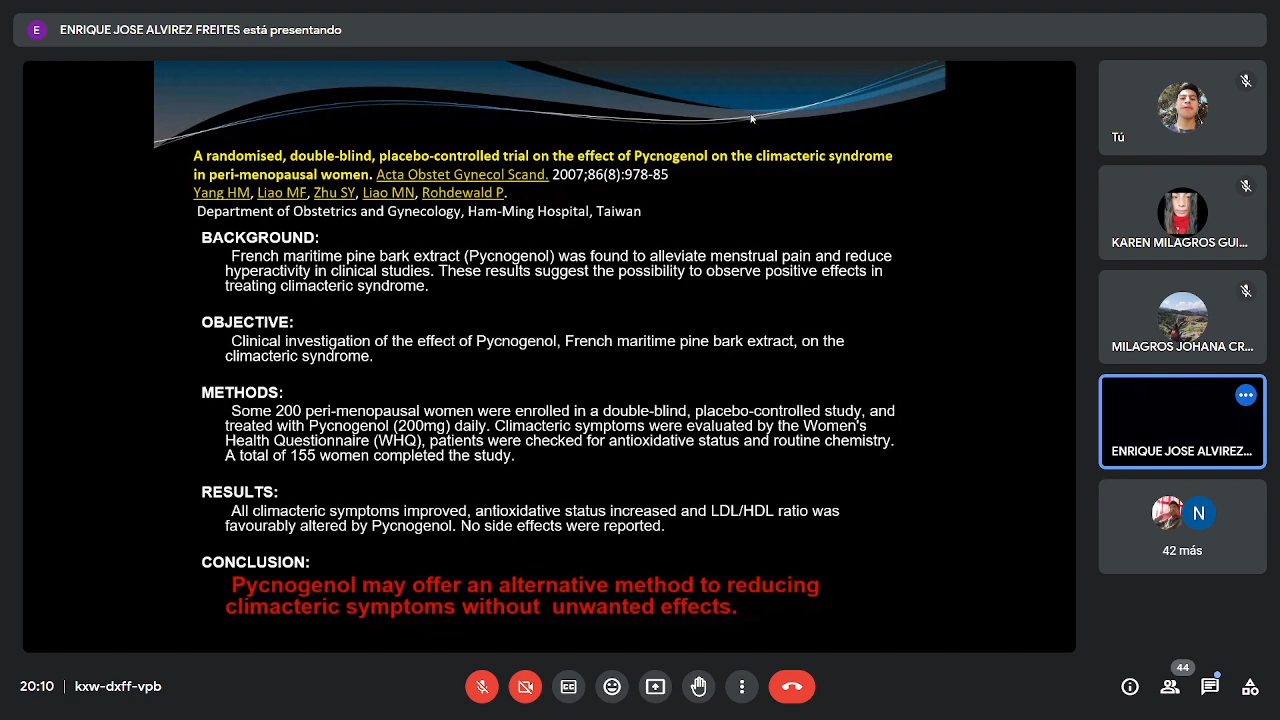 E ENRIQUE JOSE ALVIREZ FREITES está presentando
A randomised, double-blind, placebo-controlled trial on the effect of Pycnogenol on the climacteric syndrome
in peri-menopausal women. Acta Obstet Gynecol Scand. 2007;86(8):978-85
Yang HM, Liao MF, Zhu SY, Liao MN, Rohdewald P.
Department of Obstetrics and Gynecology, Ham-Ming Hospital, Taiwan
BACKGROUND:
French maritime pine bark extract (Pycnogenol) was found to alleviate menstrual pain and reduce
hyperactivity in clinical studies. These results suggest the possibility to observe positive effects in
treating climacteric syndrome.
OBJECTIVE:
Clinical investigation of the effect of Pycnogenol, French maritime pine bark extract, on the
climacteric syndrome.
METHODS:
Some 200 peri-menopausal women were enrolled in a double-blind, placebo-controlled study, and
treated with Pycnogenol (200mg) daily. Climacteric symptoms were evaluated by the Women's
Health Questionnaire (WHQ), patients were checked for antioxidative status and routine chemistry.
A total of 155 women completed the study.
RESULTS:
All climacteric symptoms improved, antioxidative status increased and LDL/HDL ratio was
favourably altered by Pycnogenol. No side effects were reported.
CONCLUSION:
Pycnogenol may offer an alternative method to reducing
climacteric symptoms without unwanted effects.
Tú
KAREN MILAGROS GUI...
MILAGROS JOHANA CR...
ENRIQUE JOSE ALVIREZ...
N
42 más
20:10 | kxw-dxff-vpb
44